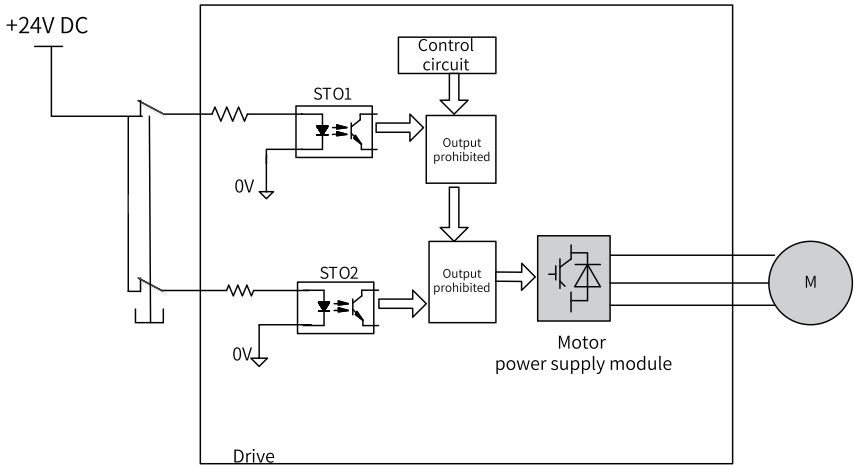 +24V DC
Control
circuit
STO1
Output
prohibited
0V
STO2
Output
prohibited
M
0V
Motor
power supply module
Drive